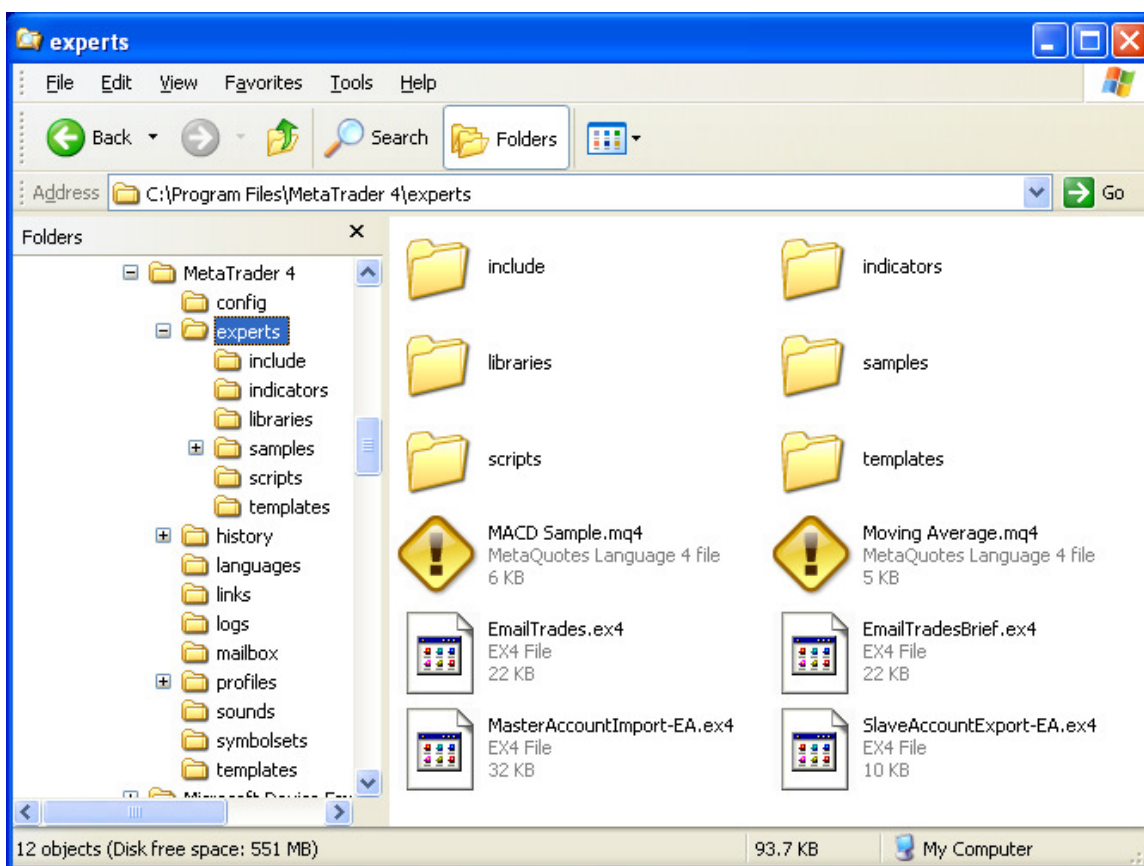 experts
File Edit View Favorites Tools Help
Back Search Folders
Address C:\Program Files\MetaTrader 4\experts Go
Folders
MetaTrader 4
config
experts
include
indicators
libraries
samples
scripts
templates
history
languages
links
logs
mailbox
profiles
sounds
symbolsets
templates
include
indicators
libraries
samples
scripts
templates
MACD Sample.mq4
MetaQuotes Language 4 file
6 KB
Moving Average.mq4
MetaQuotes Language 4 file
5 KB
EmailTrades.ex4
EX4 File
22 KB
EmailTradesBrief.ex4
EX4 File
22 KB
MasterAccountImport-EA.ex4
EX4 File
32 KB
SlaveAccountExport-EA.ex4
EX4 File
10 KB
12 objects (Disk free space: 551 MB) 93.7 KB My Computer